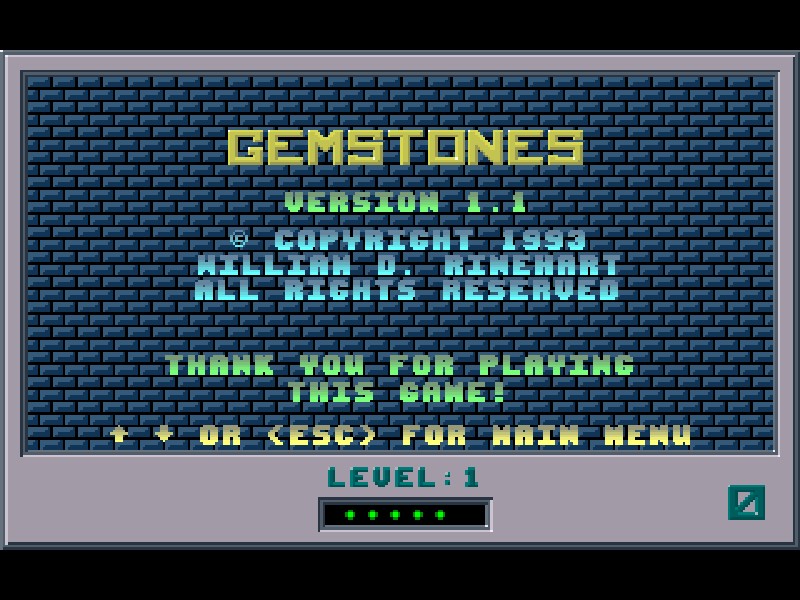 GEMSTONES
VERSION 1.1
© COPYRIGHT 1993
WILLIAM D. RINEHART
ALL RIGHTS RESERVED
THANK YOU FOR PLAYING
THIS GAME!
↑ ↓ OR <ESC> FOR MAIN MENU
LEVEL:1